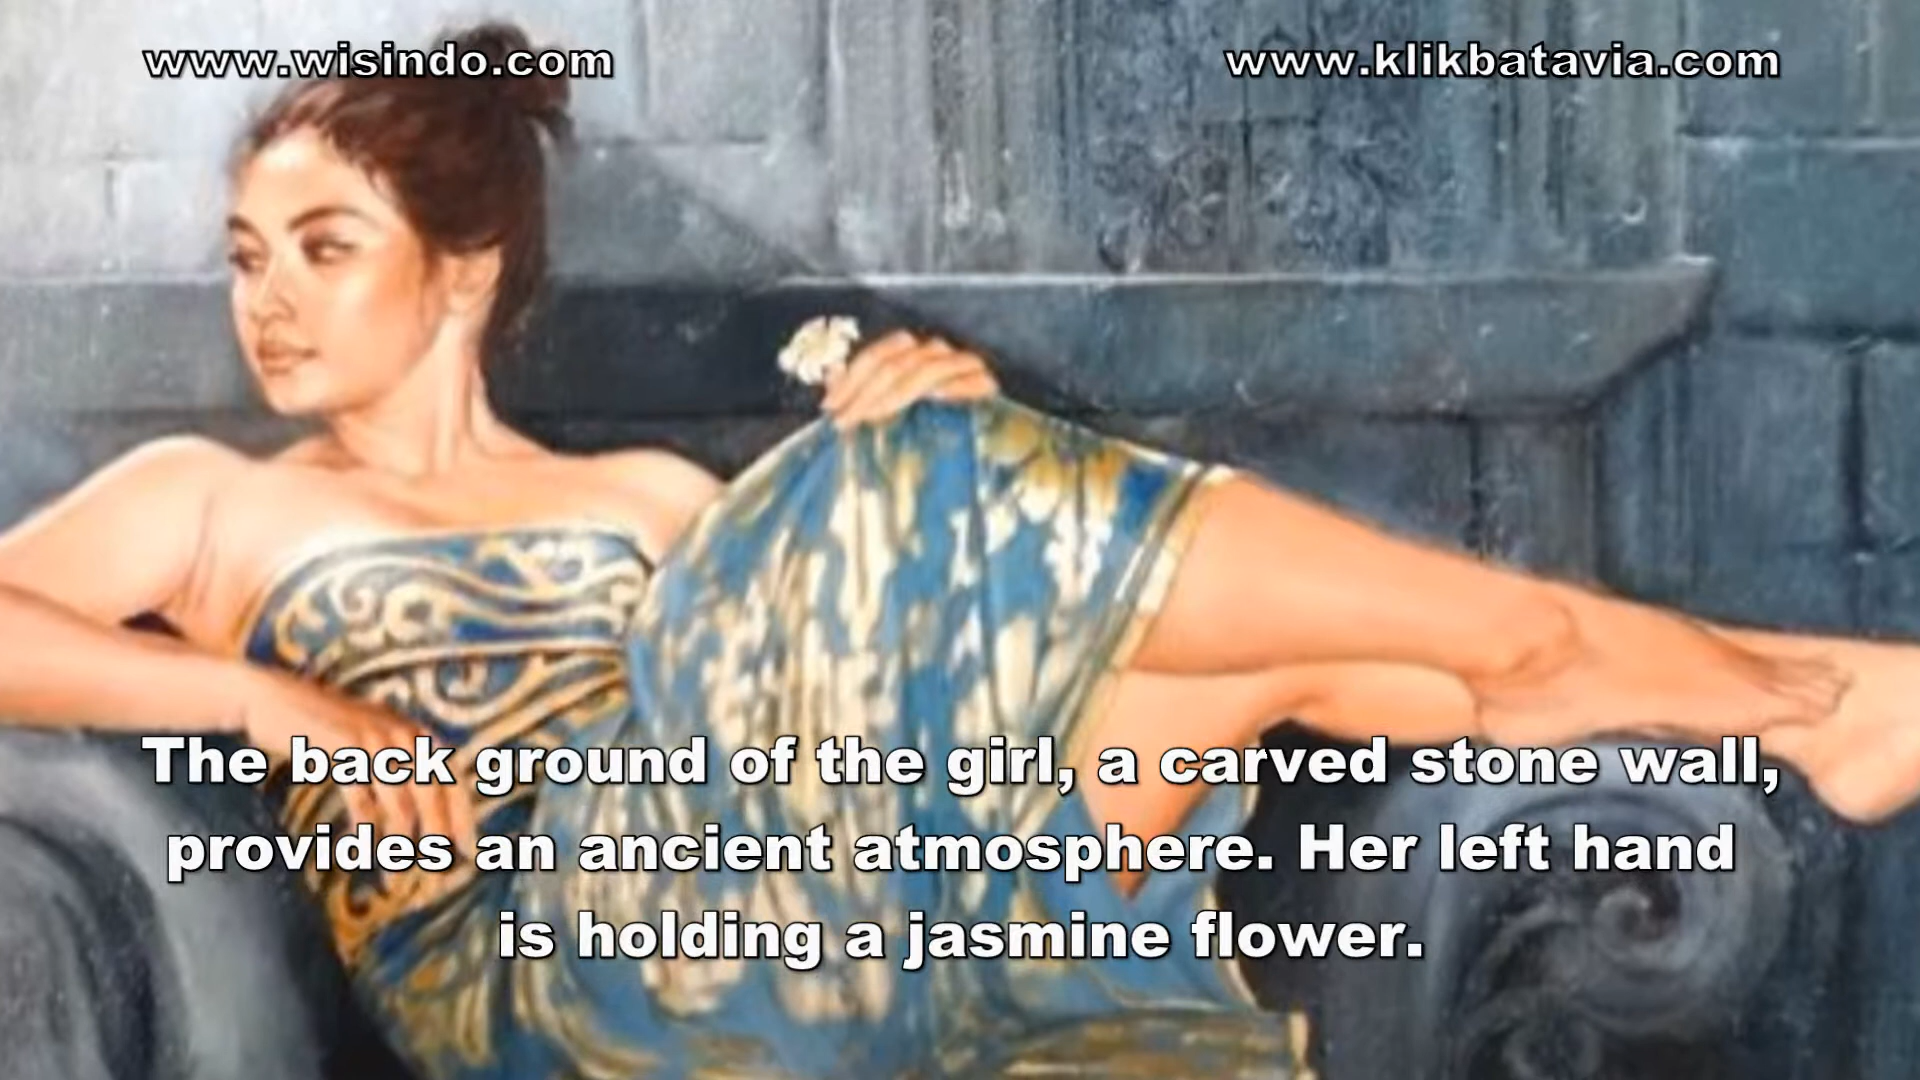 www.wisindo.com
www.klikbatavia.com
The back ground of the girl, a carved stone wall,
provides an ancient atmosphere. Her left hand
is holding a jasmine flower.